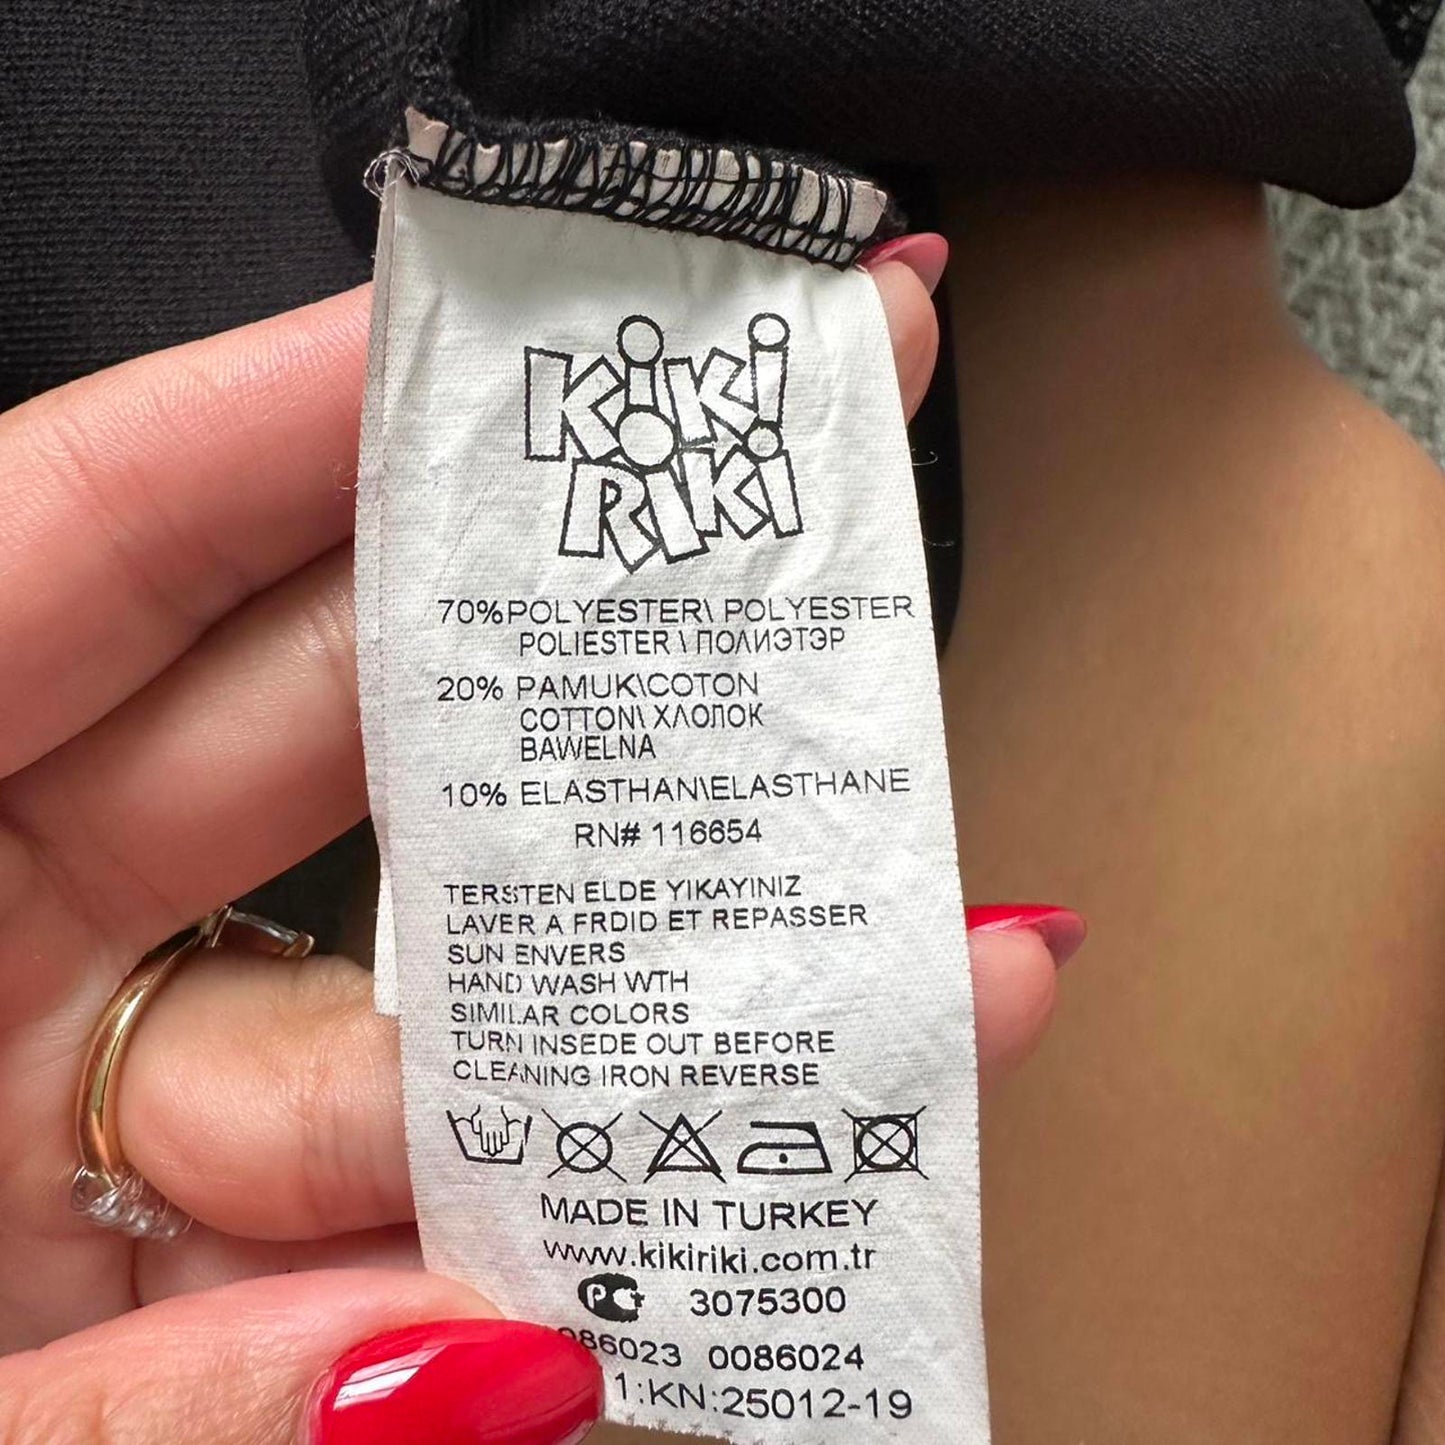 KiKi
RiKi
70%POLYESTER\ POLYESTER
POLIESTER \ ПОЛИЭТЭР
20% PAMUK\COTON
COTTON\ ХЛОПОК
BAWELNA
10% ELASTHAN\ELASTHANE
RN# 116654
TERSTEN ELDE YIKAYINIZ
LAVER A FRDID ET REPASSER
SUN ENVERS
HAND WASH WTH
SIMILAR COLORS
TURN INSEDE OUT BEFORE
CLEANING IRON REVERSE
MADE IN TURKEY
www.kikiriki.com.tr
3075300
0086024
1:KN:25012-19